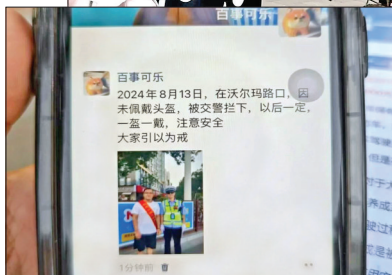 百事可乐
百事可乐
2024年8月13日，在沃尔玛路口，因
未佩戴头盔，被交警拦下，以后一定，
一盔一戴，注意安全
大家引以为戒
1分钟前
养成